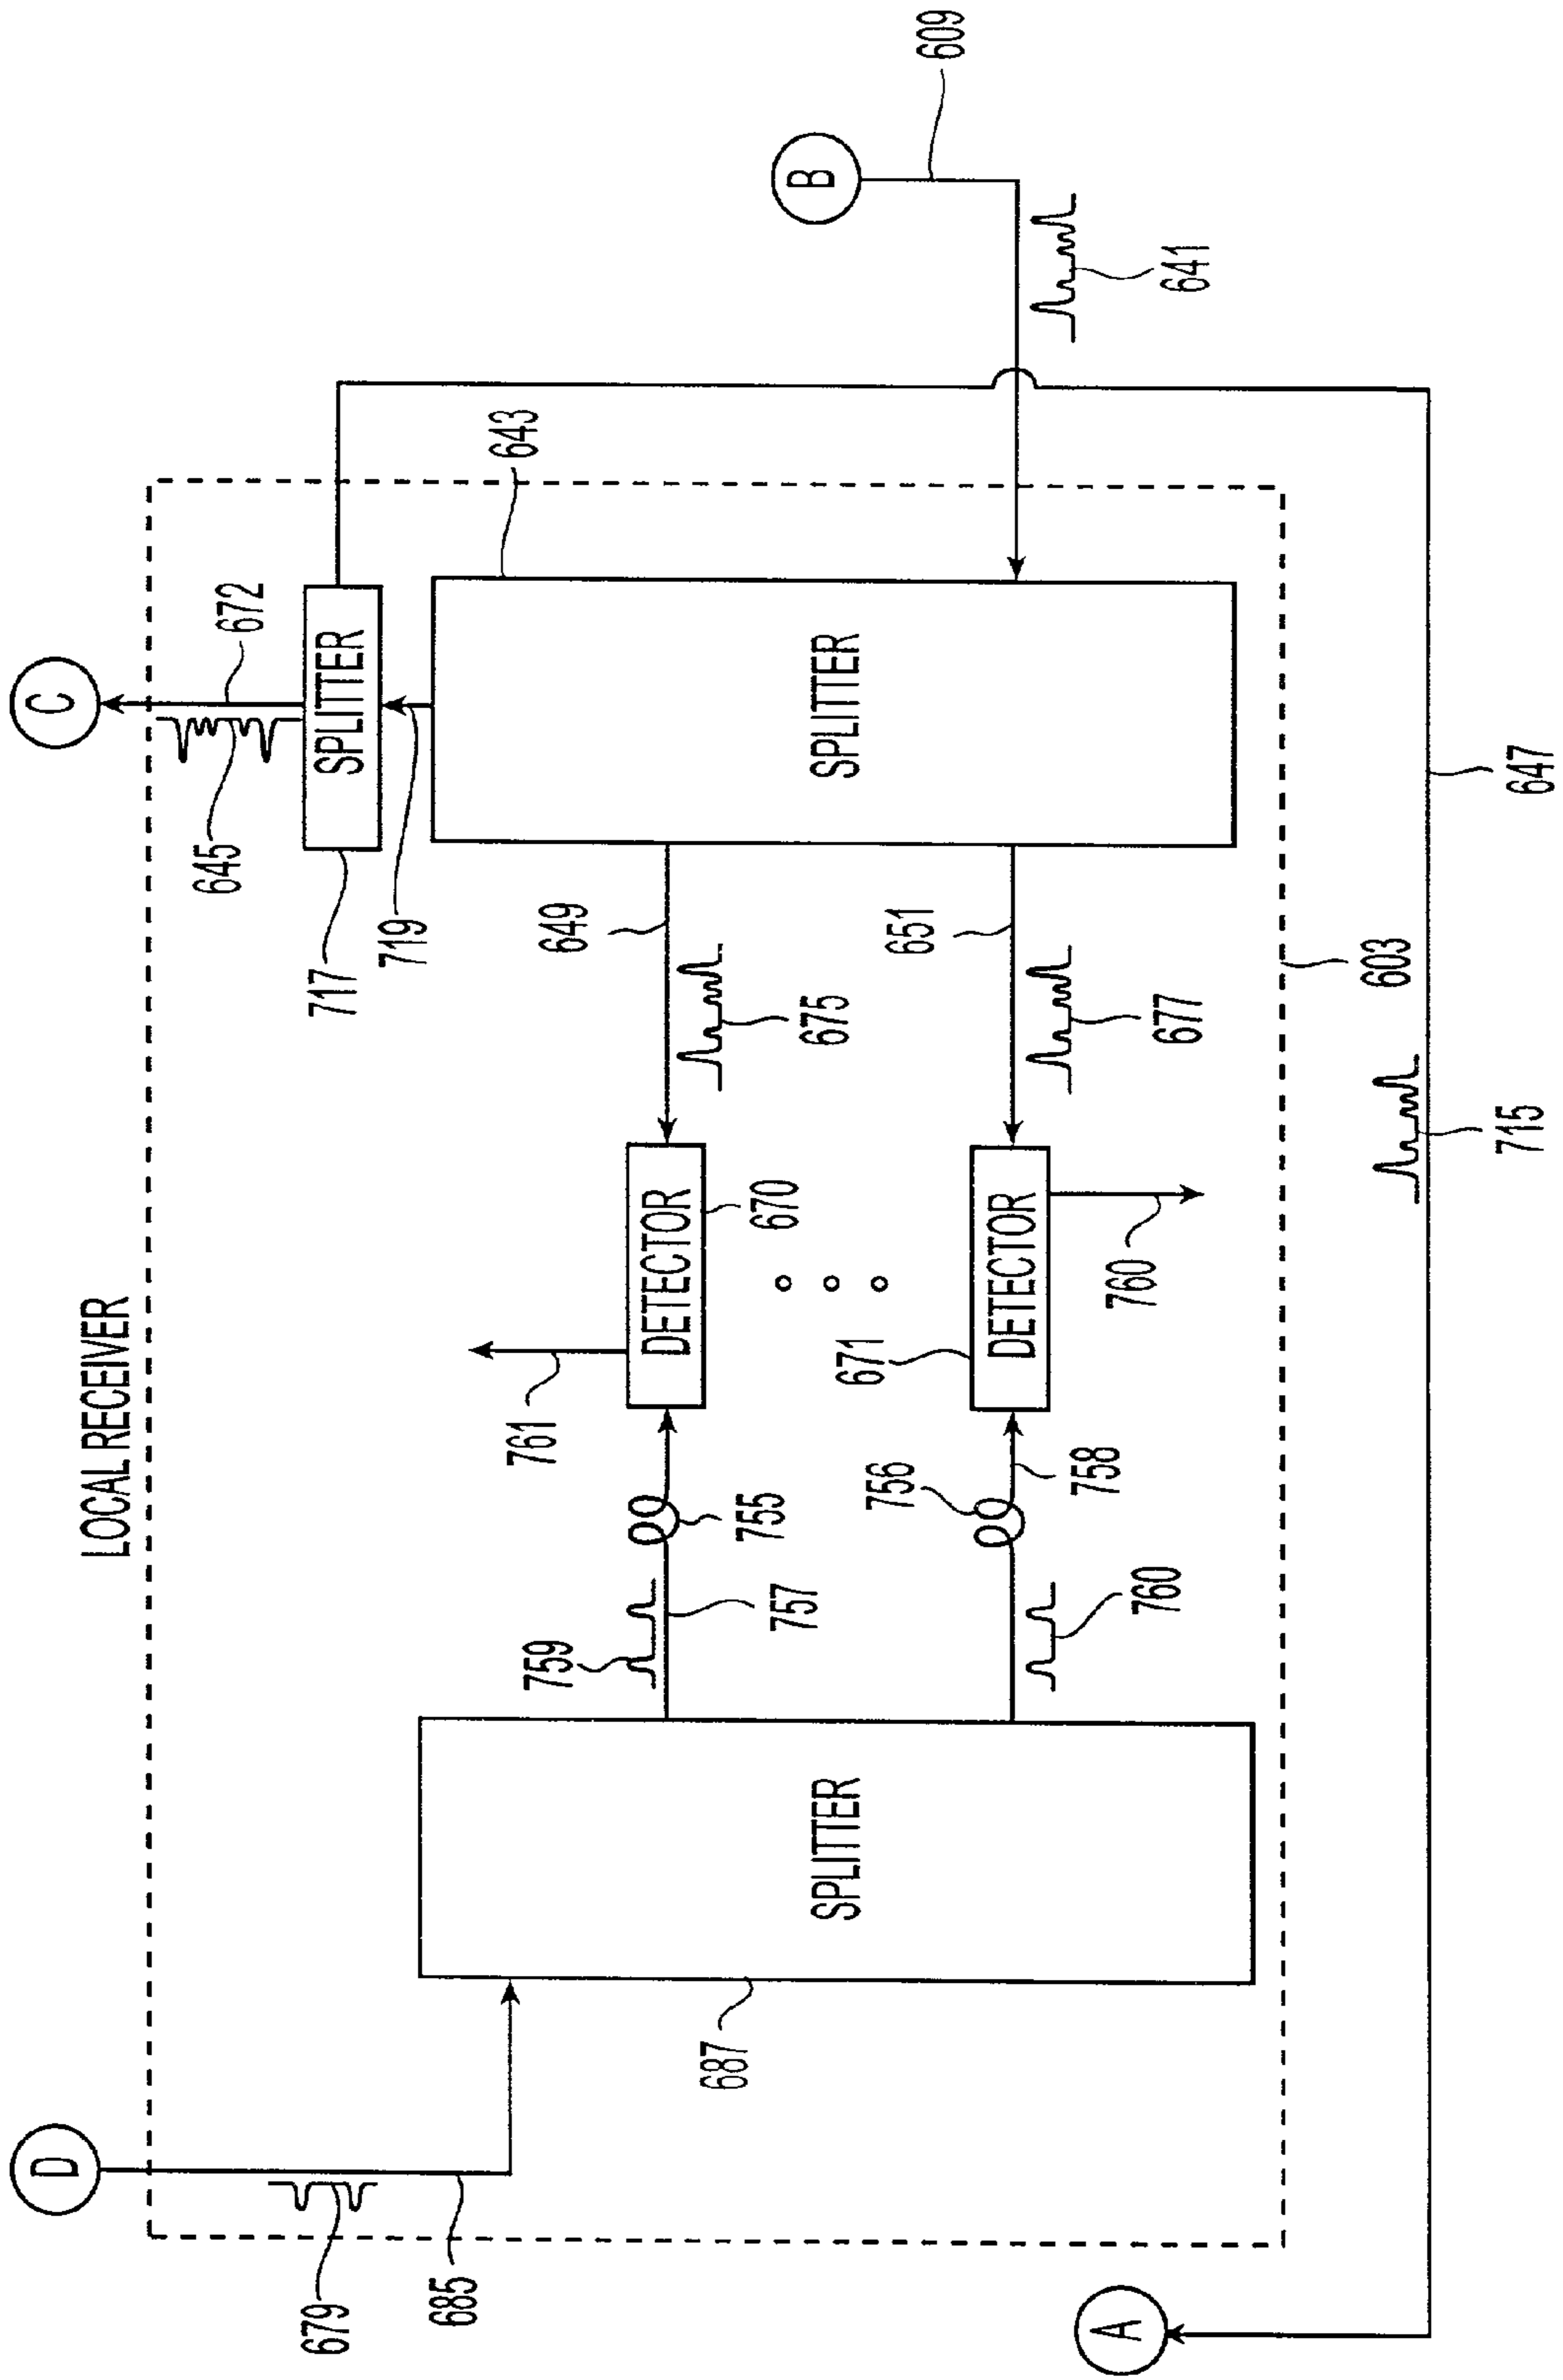 LOCAL RECEIVER
D
679
685
687
SPLITTER
759
757
755
761
DETECTOR
670
760
756
758
671
DETECTOR
760
649
675
651
677
C
645
672
SPLITTER
717
719
643
SPLITTER
B
609
641
603
647
715
A